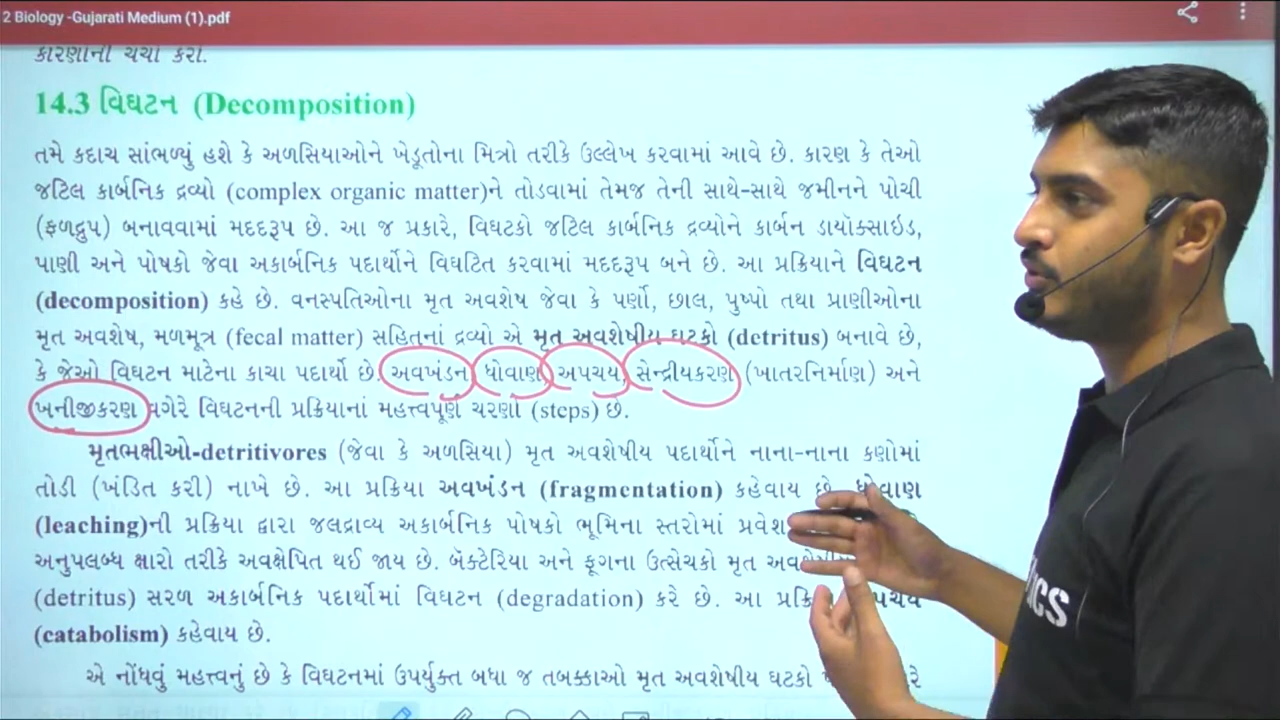 2 Biology -Gujarati Medium (1).pdf
કારણોની ચર્ચા કરો.
14.3 વિઘટન (Decomposition)
તમે કદાચ સાંભળ્યું હશે કે અળસિયાઓને ખેડૂતોના મિત્રો તરીકે ઉલ્લેખ કરવામાં આવે છે. કારણ કે તેઓ
જટિલ કાર્બનિક દ્રવ્યો (complex organic matter)ને તોડવામાં તેમજ તેની સાથે-સાથે જમીનને પોચી
(ફળદ્રુપ) બનાવવામાં મદદરૂપ છે. આ જ પ્રકારે, વિઘટકો જટિલ કાર્બનિક દ્રવ્યોને કાર્બન ડાયૉક્સાઇડ,
પાણી અને પોષકો જેવા અકાર્બનિક પદાર્થોને વિઘટિત કરવામાં મદદરૂપ બને છે. આ પ્રક્રિયાને વિઘટન
(decomposition) કહે છે. વનસ્પતિઓના મૃત અવશેષ જેવા કે પર્ણો, છાલ, પુષ્પો તથા પ્રાણીઓના
મૃત અવશેષ, મળમૂત્ર (fecal matter) સહિતનાં દ્રવ્યો એ મૃત અવશેષીય ઘટકો (detritus) બનાવે છે,
કે જેઓ વિઘટન માટેના કાચા પદાર્થો છે. અવખંડન, ધોવાણ, અપચય, સેન્દ્રીયકરણ (ખાતરનિર્માણ) અને
ખનીજીકરણ વગેરે વિઘટનની પ્રક્રિયાનાં મહત્ત્વપૂર્ણ ચરણો (steps) છે.
મૃતભક્ષીઓ-detritivores (જેવા કે અળસિયા) મૃત અવશેષીય પદાર્થોને નાના-નાના કણોમાં
તોડી (ખંડિત કરી) નાખે છે. આ પ્રક્રિયા અવખંડન (fragmentation) કહેવાય છે. ધોવાણ
(leaching)ની પ્રક્રિયા દ્વારા જલદ્રાવ્ય અકાર્બનિક પોષકો ભૂમિના સ્તરોમાં
અનુપલબ્ધ ક્ષારો તરીકે અવક્ષેપિત થઈ જાય છે. બૅક્ટેરિયા અને ફૂગના ઉત્સેચકો મૃત
(detritus) સરળ અકાર્બનિક પદાર્થોમાં વિઘટન (degradation) કરે છે. આ
(catabolism) કહેવાય છે.
એ નોંધવું મહત્ત્વનું છે કે વિઘટનમાં ઉપર્યુક્ત બધા જ તબક્કાઓ મૃત અવશેષીય ઘટકો